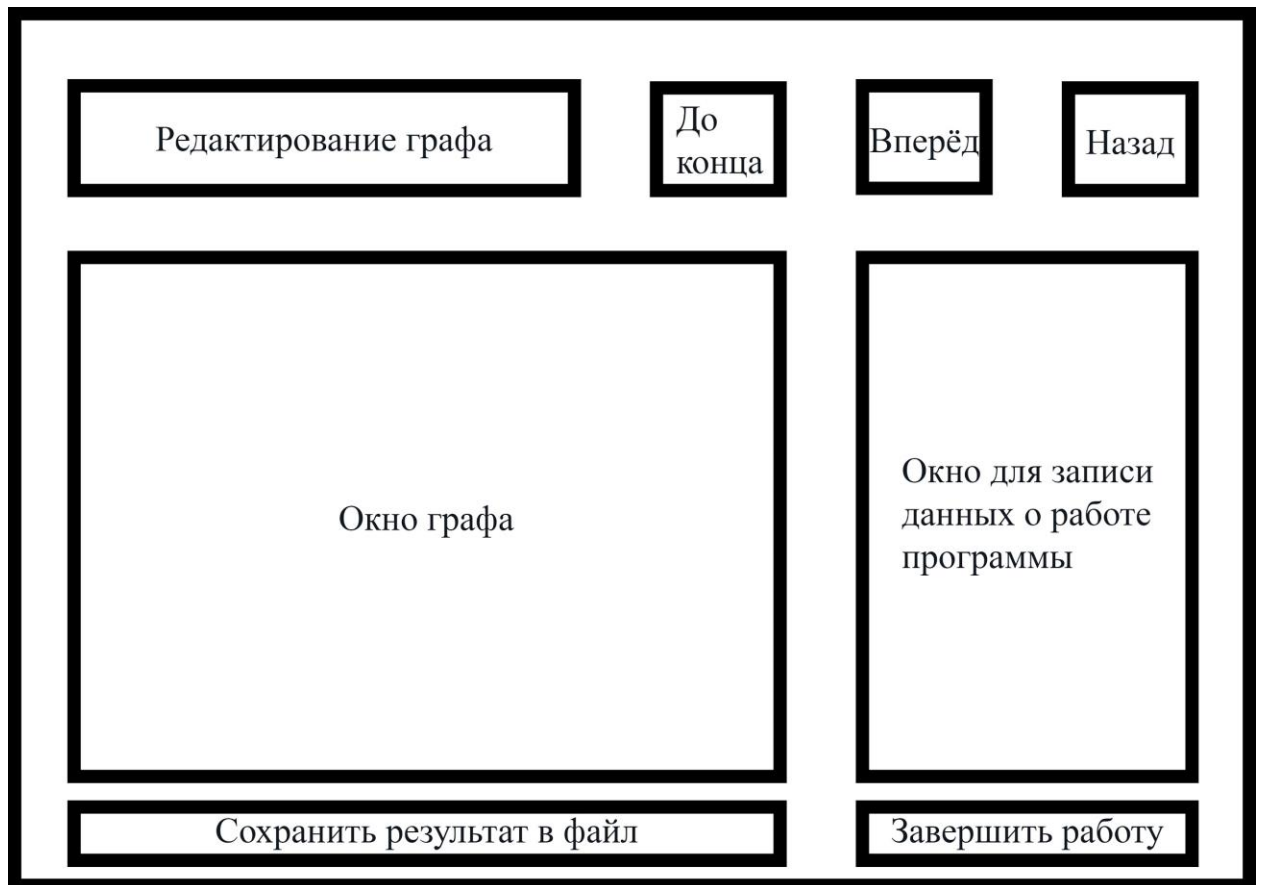 Редактирование графа
До
конца
Вперёд
Назад
Окно графа
Окно для записи
данных о работе
программы
Сохранить результат в файл
Завершить работу